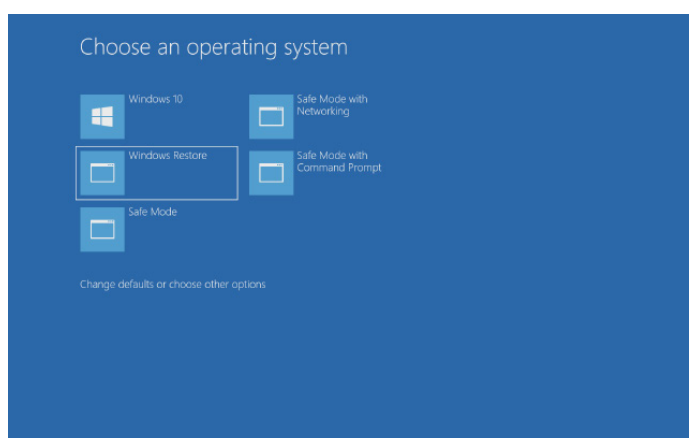 Choose an operating system
Windows 10
Windows Restore
Safe Mode
Safe Mode with
Networking
Safe Mode with
Command Prompt
Change defaults or choose other options